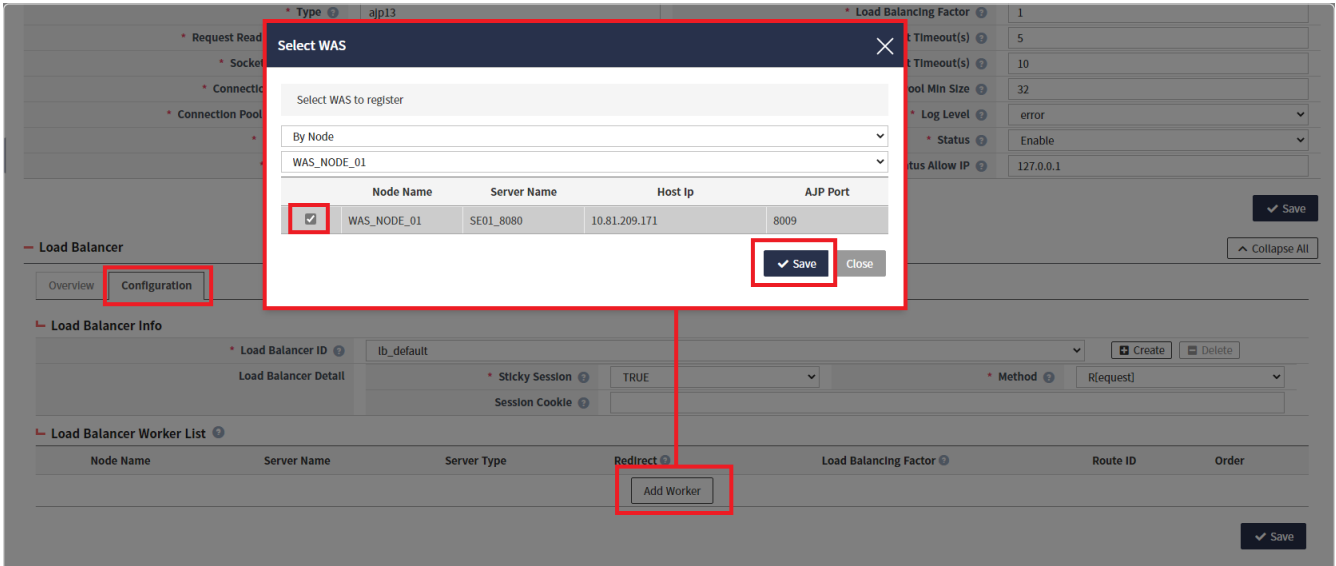 * Type ajp13 * Load Balancing Factor 1
* Request Read t Timeout(s) 5
Select WAS
* Socket t Timeout(s) 10
* Connectio ool Min Size 32
Select WAS to register
* Connection Pool * Log Level error
By Node
* Status Enable
WAS_NODE_01
tus Allow IP 127.0.0.1
Node Name Server Name Host Ip AJP Port
WAS_NODE_01 SE01_8080 10.81.209.171 8009
Save
Load Balancer
Collapse All
Save Close
Overview Configuration
Load Balancer Info
* Load Balancer ID lb_default Create Delete
Load Balancer Detail * Sticky Session TRUE * Method R[equest]
Session Cookie
Load Balancer Worker List
Node Name Server Name Server Type Redirect Load Balancing Factor Route ID Order
Add Worker
Save